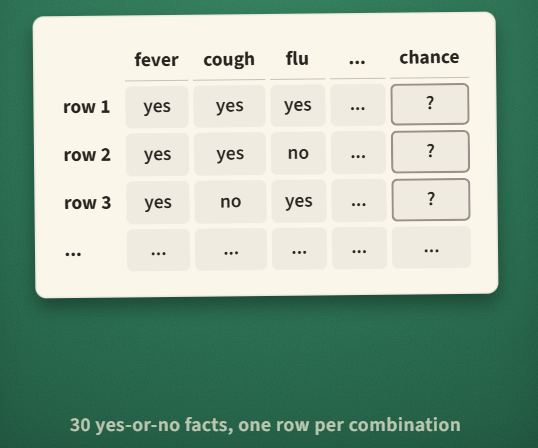 fever cough flu ... chance
row 1 yes yes yes ... ?
row 2 yes yes no ... ?
row 3 yes no yes ... ?
... ... ... ... ... ...
30 yes-or-no facts, one row per combination